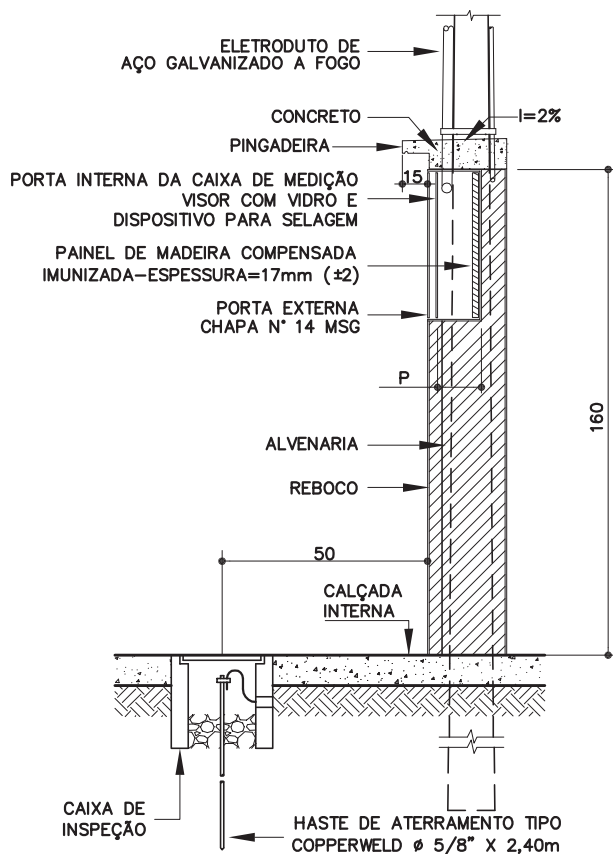 ELETRODUTO DE
AÇO GALVANIZADO A FOGO
CONCRETO
I=2%
PINGADEIRA
15
PORTA INTERNA DA CAIXA DE MEDIÇÃO
VISOR COM VIDRO E
DISPOSITIVO PARA SELAGEM
PAINEL DE MADEIRA COMPENSADA
IMUNIZADA-ESPESSURA=17mm (±2)
PORTA EXTERNA
CHAPA N° 14 MSG
P
160
ALVENARIA
REBOCO
50
CALÇADA
INTERNA
CAIXA DE
INSPEÇÃO
HASTE DE ATERRAMENTO TIPO
COPPERWELD ø 5/8" X 2,40m